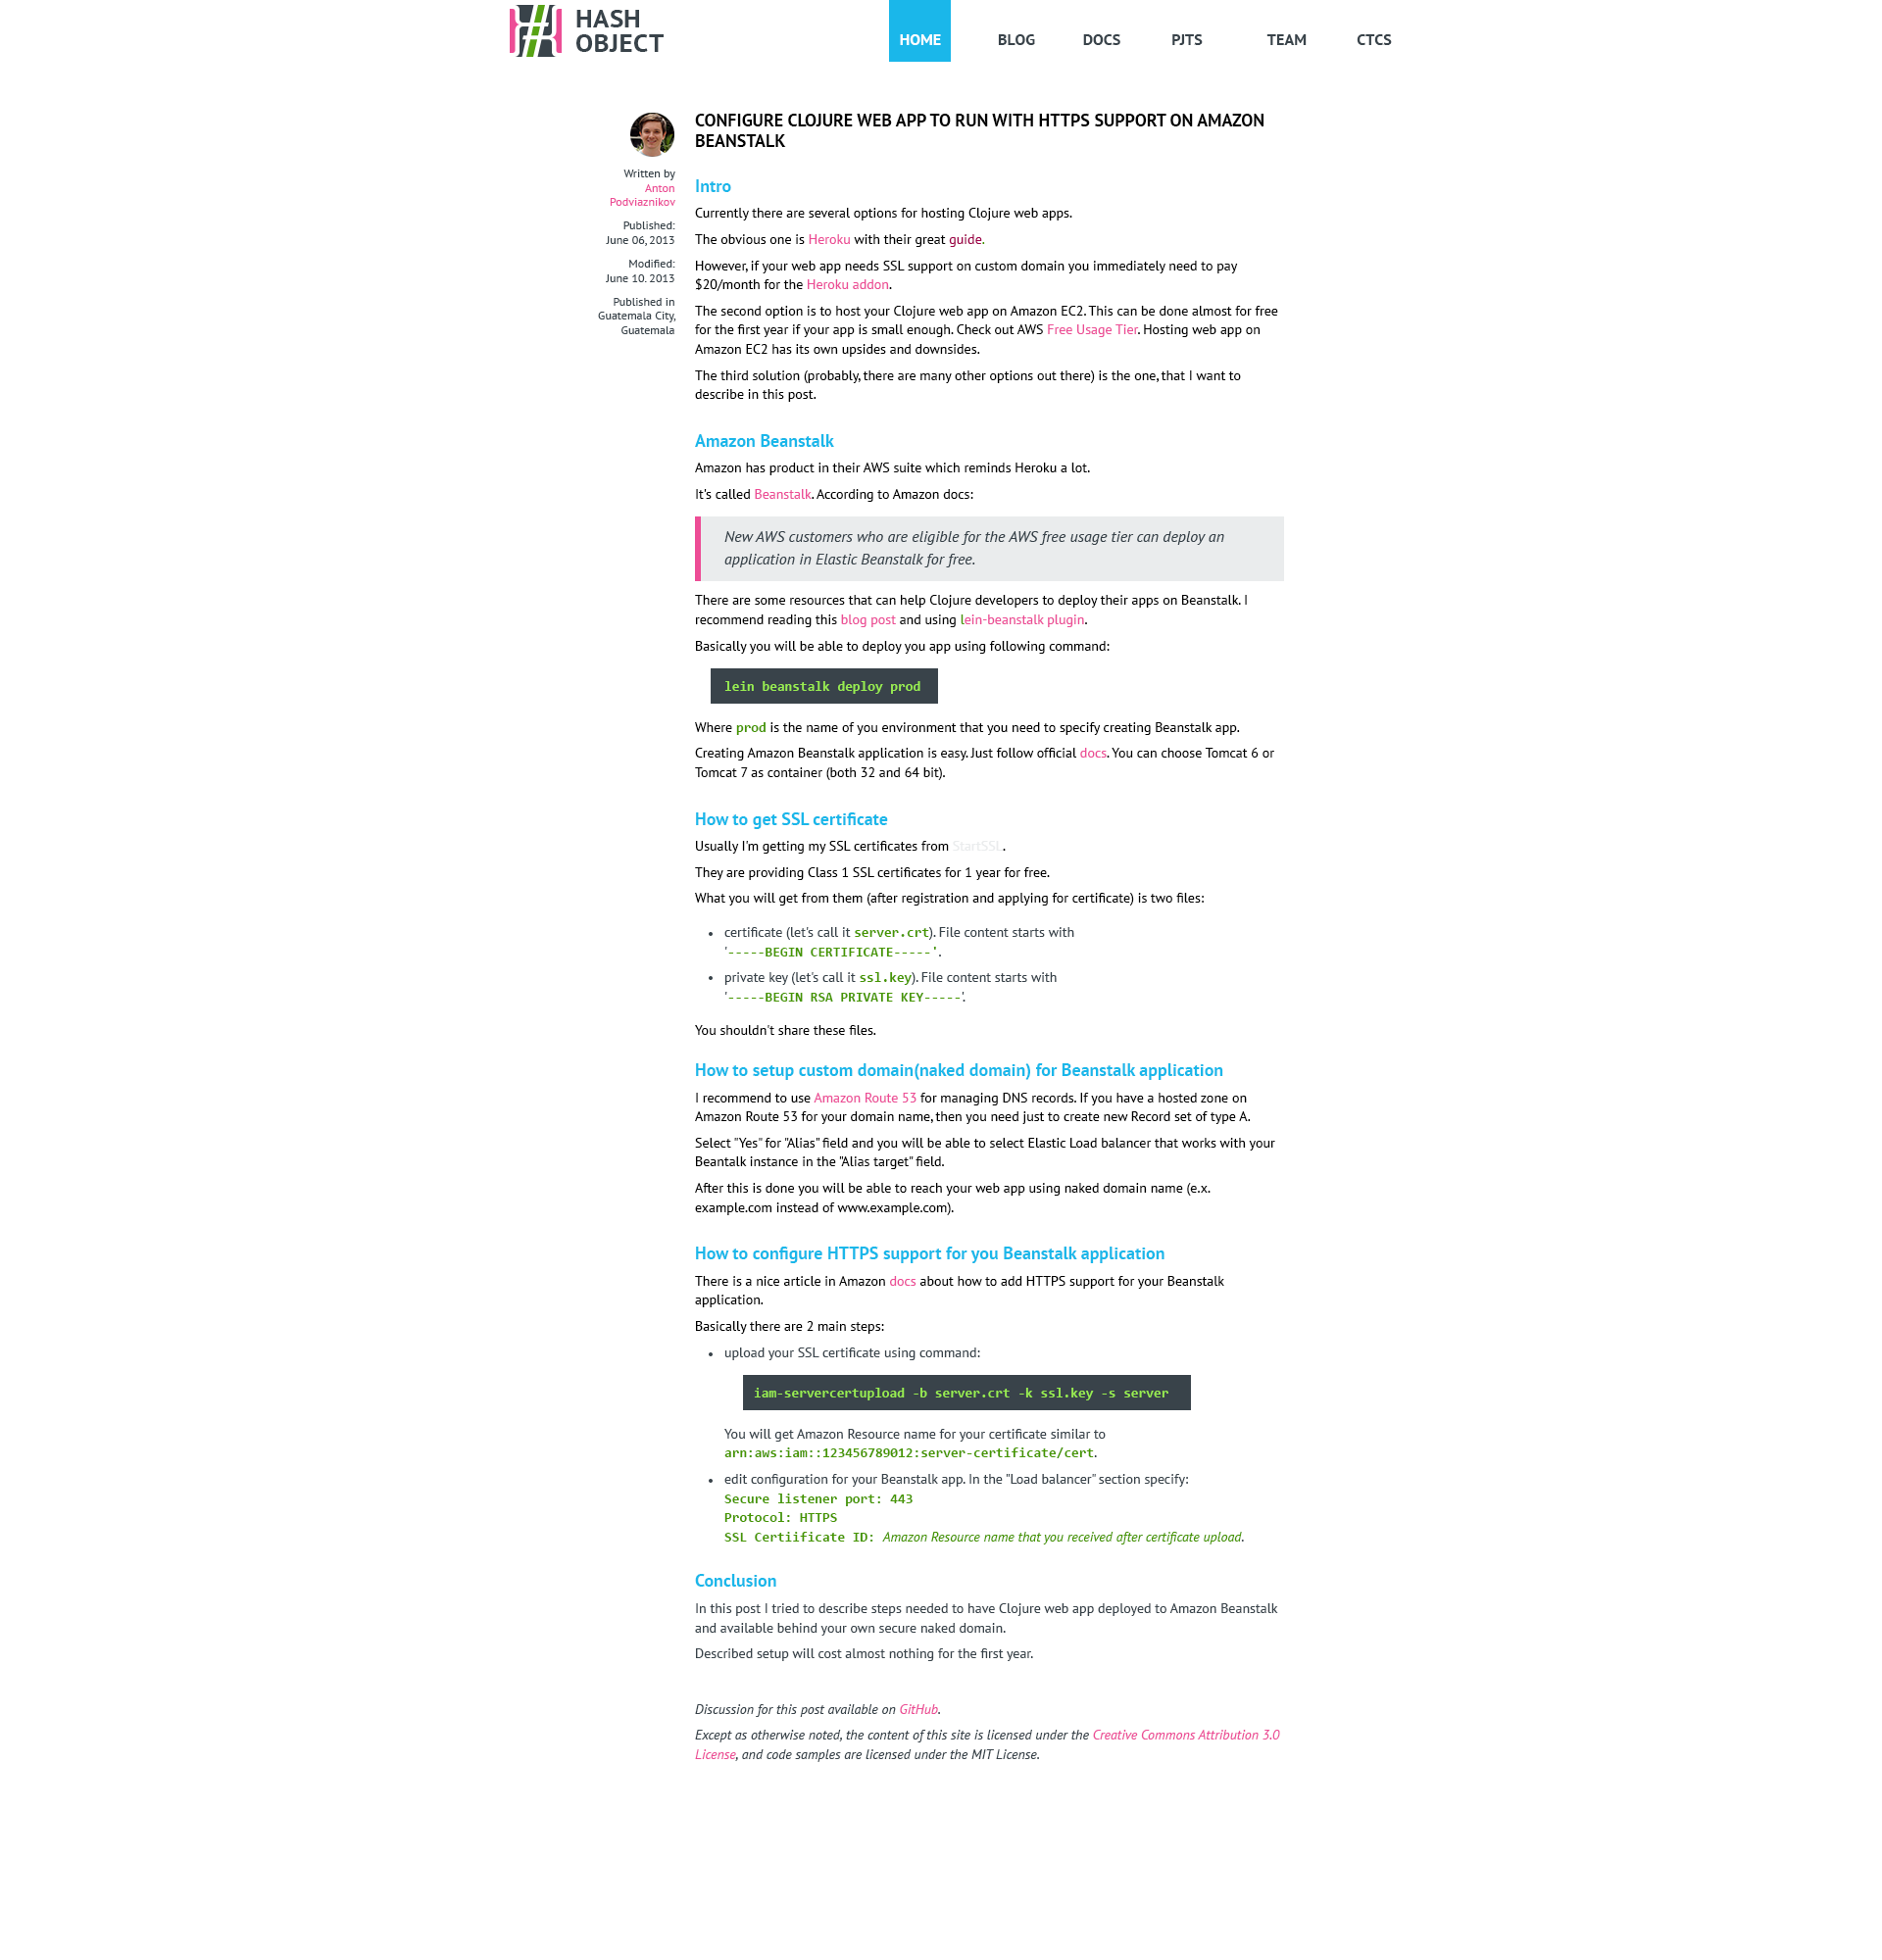 HASH
OBJECT
HOME BLOG DOCS PJTS TEAM CTCS
Written by
Anton
Podviaznikov
Published:
June 06, 2013
Modified:
June 10. 2013
Published in
Guatemala City,
Guatemala
CONFIGURE CLOJURE WEB APP TO RUN WITH HTTPS SUPPORT ON AMAZON
BEANSTALK
Intro
Currently there are several options for hosting Clojure web apps.
The obvious one is Heroku with their great guide.
However, if your web app needs SSL support on custom domain you immediately need to pay
$20/month for the Heroku addon.
The second option is to host your Clojure web app on Amazon EC2. This can be done almost for free
for the first year if your app is small enough. Check out AWS Free Usage Tier. Hosting web app on
Amazon EC2 has its own upsides and downsides.
The third solution (probably, there are many other options out there) is the one, that I want to
describe in this post.
Amazon Beanstalk
Amazon has product in their AWS suite which reminds Heroku a lot.
It's called Beanstalk. According to Amazon docs:
New AWS customers who are eligible for the AWS free usage tier can deploy an
application in Elastic Beanstalk for free.
There are some resources that can help Clojure developers to deploy their apps on Beanstalk. I
recommend reading this blog post and using lein-beanstalk plugin.
Basically you will be able to deploy you app using following command:
lein beanstalk deploy prod
Where prod is the name of you environment that you need to specify creating Beanstalk app.
Creating Amazon Beanstalk application is easy. Just follow official docs. You can choose Tomcat 6 or
Tomcat 7 as container (both 32 and 64 bit).
How to get SSL certificate
Usually I'm getting my SSL certificates from StartSSL.
They are providing Class 1 SSL certificates for 1 year for free.
What you will get from them (after registration and applying for certificate) is two files:
• certificate (let's call it server.crt). File content starts with
'-----BEGIN CERTIFICATE-----'.
• private key (let's call it ssl.key). File content starts with
'-----BEGIN RSA PRIVATE KEY-----'.
You shouldn't share these files.
How to setup custom domain(naked domain) for Beanstalk application
I recommend to use Amazon Route 53 for managing DNS records. If you have a hosted zone on
Amazon Route 53 for your domain name, then you need just to create new Record set of type A.
Select "Yes" for "Alias" field and you will be able to select Elastic Load balancer that works with your
Beantalk instance in the "Alias target" field.
After this is done you will be able to reach your web app using naked domain name (e.x.
example.com instead of www.example.com).
How to configure HTTPS support for you Beanstalk application
There is a nice article in Amazon docs about how to add HTTPS support for your Beanstalk
application.
Basically there are 2 main steps:
• upload your SSL certificate using command:
iam-servercertupload -b server.crt -k ssl.key -s server
You will get Amazon Resource name for your certificate similar to
arn:aws:iam::123456789012:server-certificate/cert.
• edit configuration for your Beanstalk app. In the "Load balancer" section specify:
Secure listener port: 443
Protocol: HTTPS
SSL Certiificate ID: Amazon Resource name that you received after certificate upload.
Conclusion
In this post I tried to describe steps needed to have Clojure web app deployed to Amazon Beanstalk
and available behind your own secure naked domain.
Described setup will cost almost nothing for the first year.
Discussion for this post available on GitHub.
Except as otherwise noted, the content of this site is licensed under the Creative Commons Attribution 3.0
License, and code samples are licensed under the MIT License.